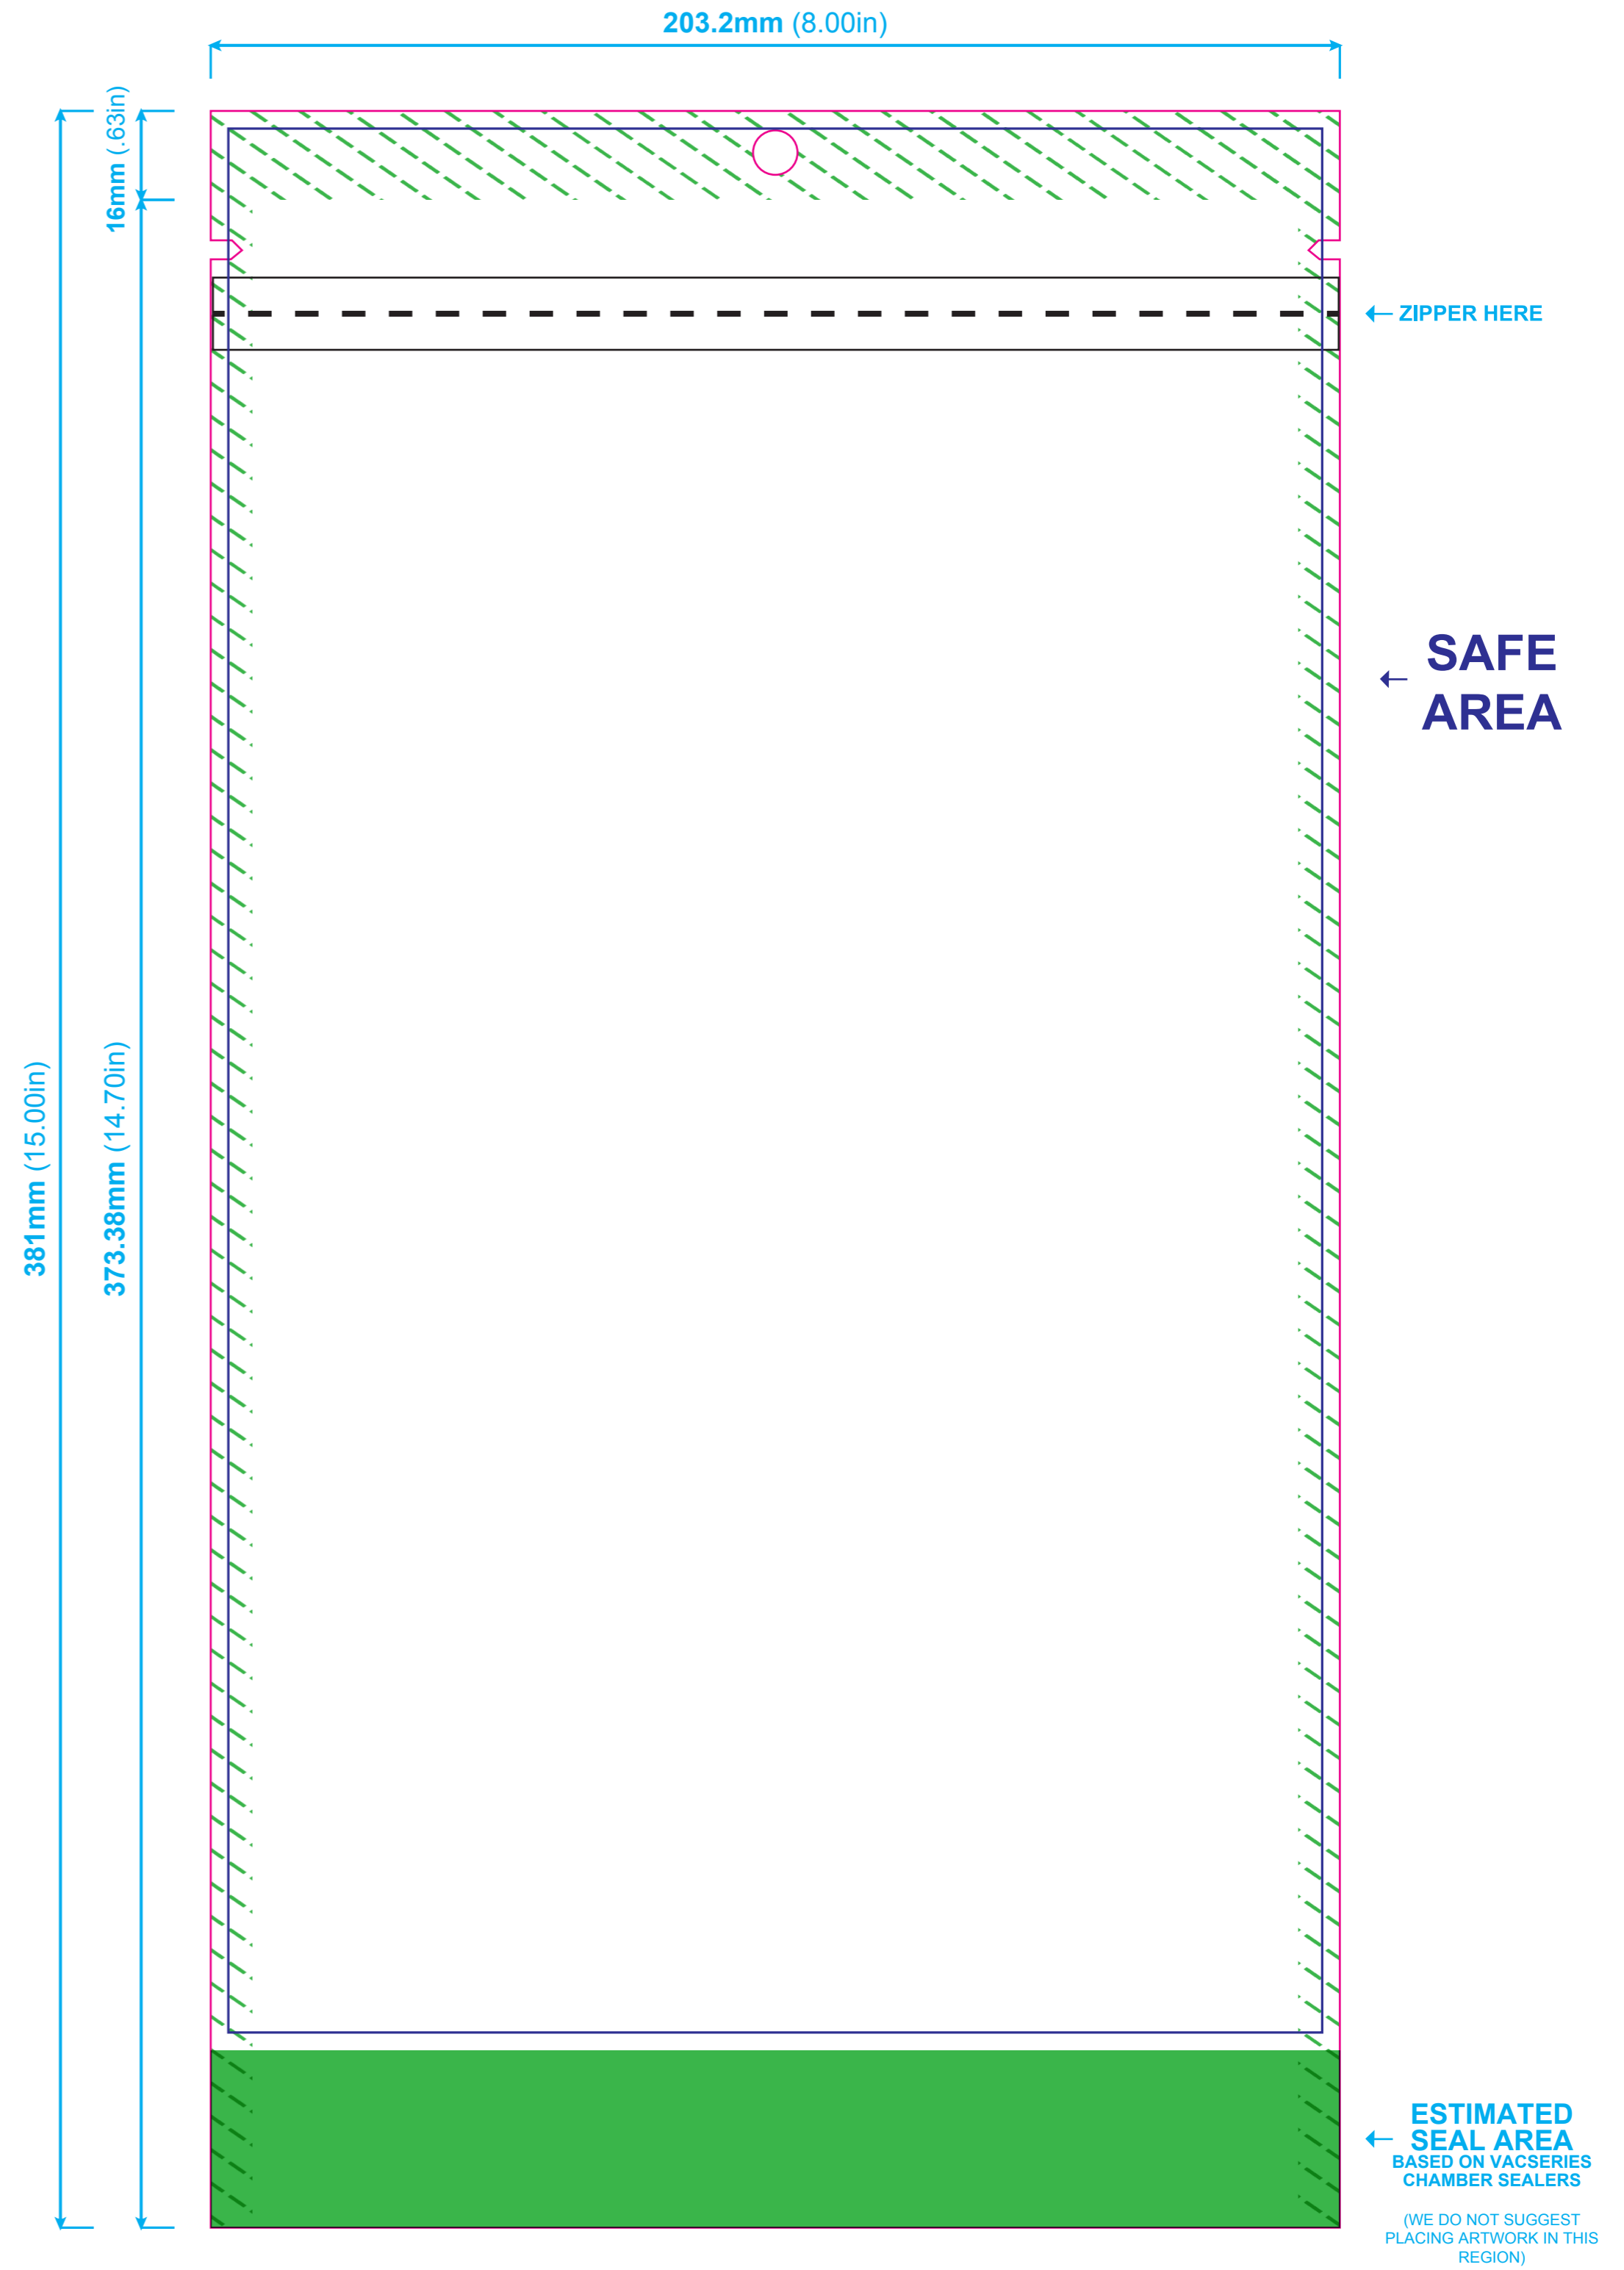 203.2mm (8.00in)
16mm (.63in)
ZIPPER HERE
SAFE
AREA
381mm (15.00in)
373.38mm (14.70in)
ESTIMATED
SEAL AREA
BASED ON VACSERIES
CHAMBER SEALERS
(WE DO NOT SUGGEST
PLACING ARTWORK IN THIS
REGION)